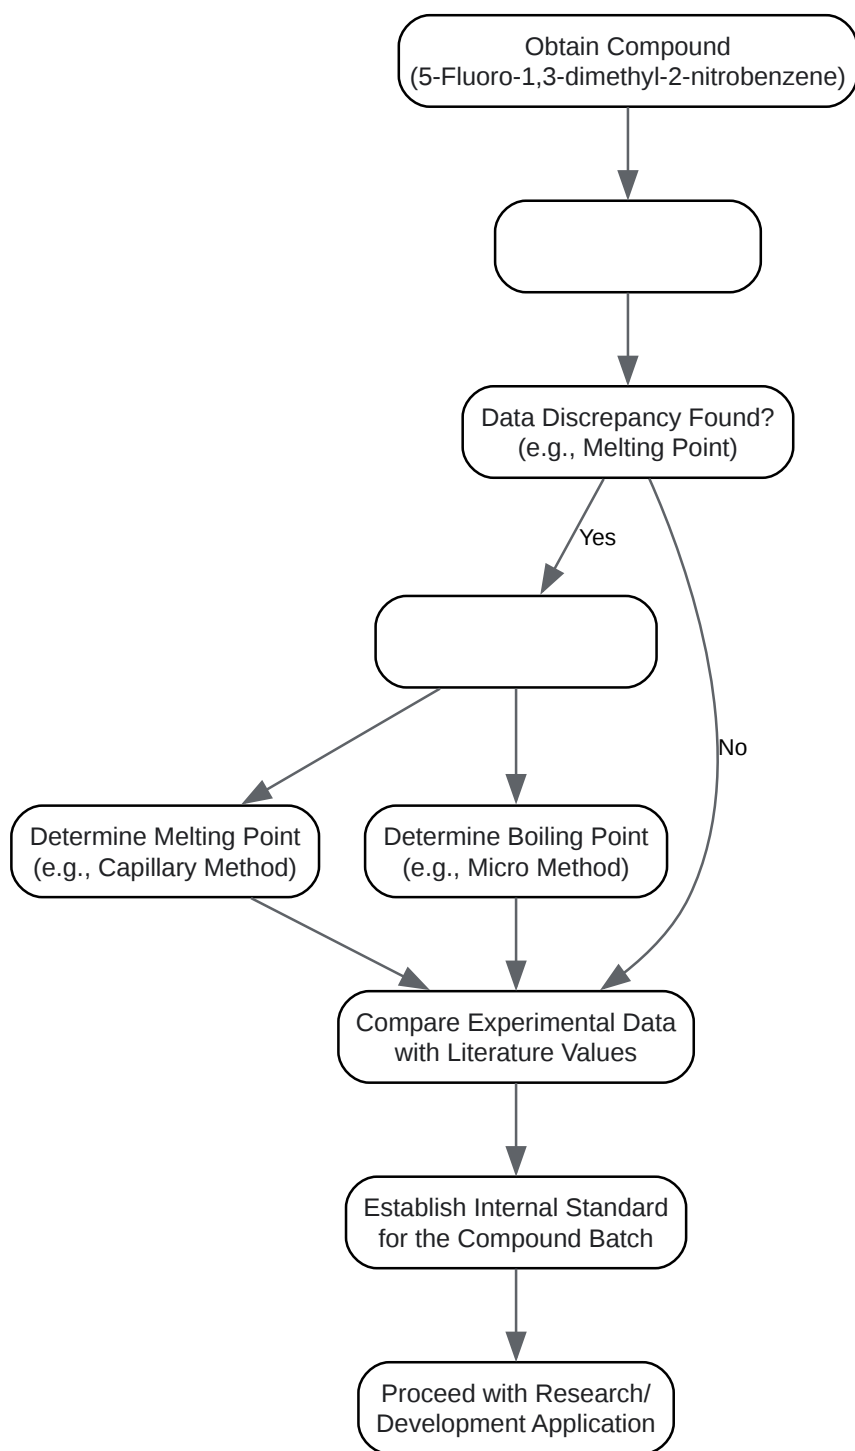 Obtain Compound
(5-Fluoro-1,3-dimethyl-2-nitrobenzene)
Data Discrepancy Found?
(e.g., Melting Point)
Yes
No
Determine Melting Point
(e.g., Capillary Method)
Determine Boiling Point
(e.g., Micro Method)
Compare Experimental Data
with Literature Values
Establish Internal Standard
for the Compound Batch
Proceed with Research/
Development Application